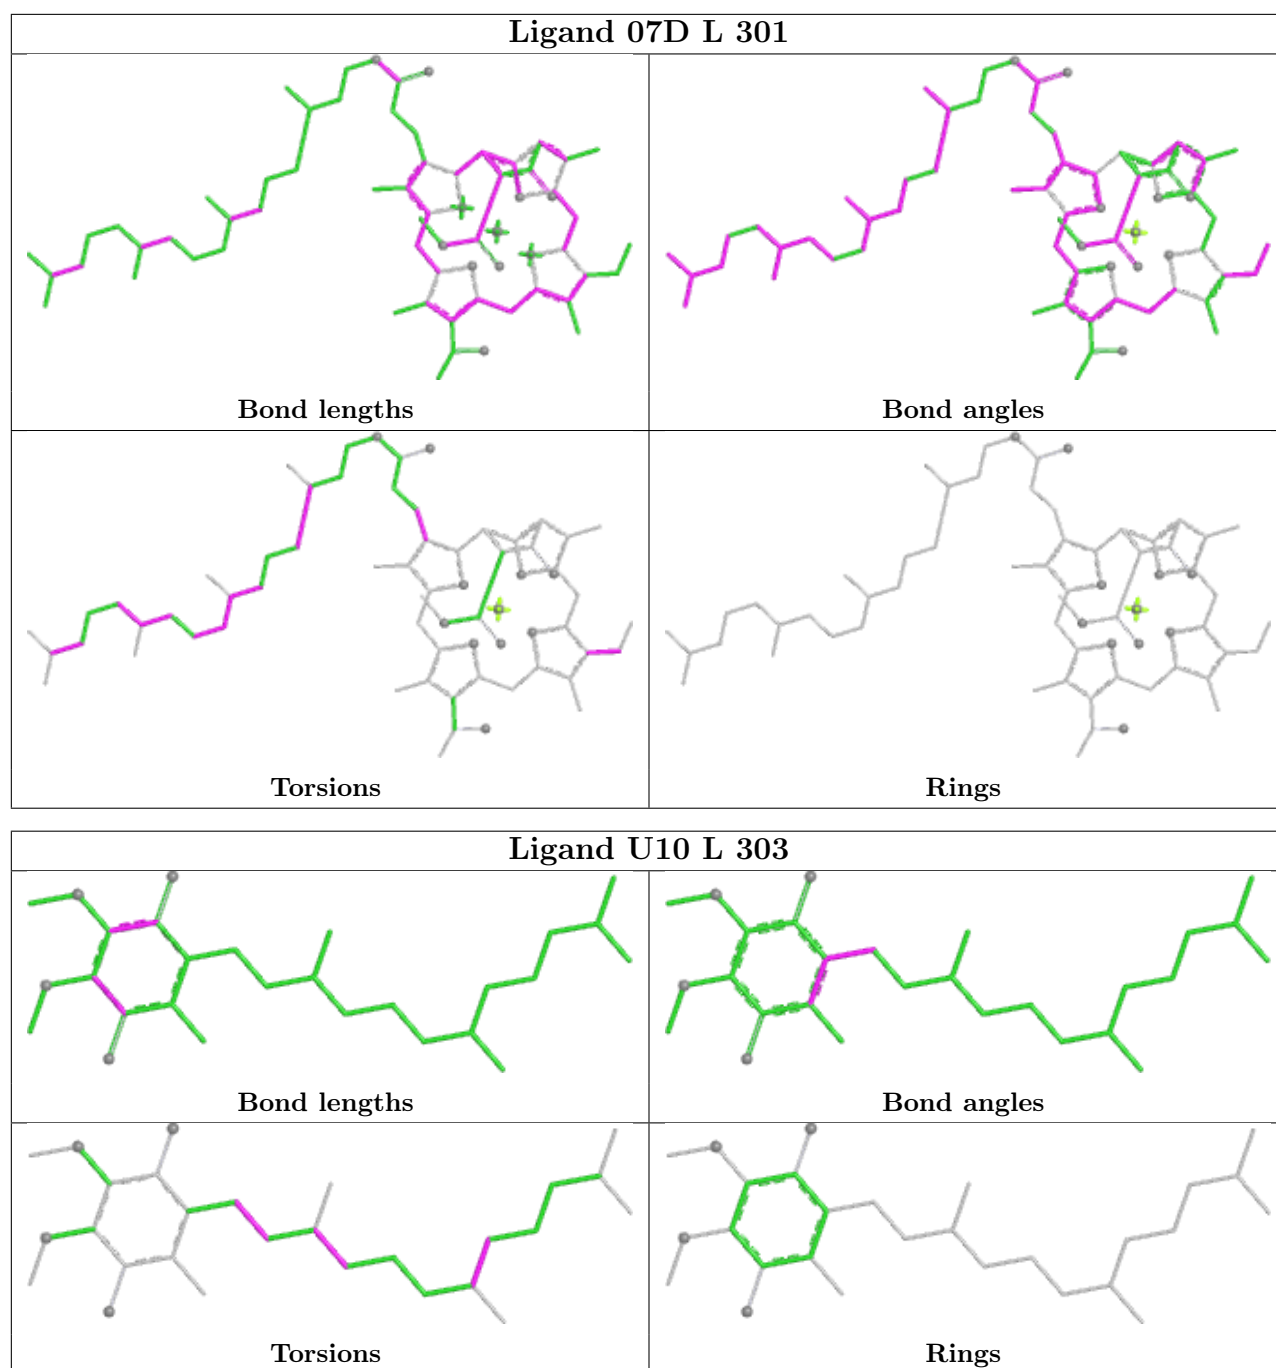 Ligand 07D L 301
Bond lengths
Bond angles
Torsions
Rings
Ligand U10 L 303
Bond lengths
Bond angles
Torsions
Rings